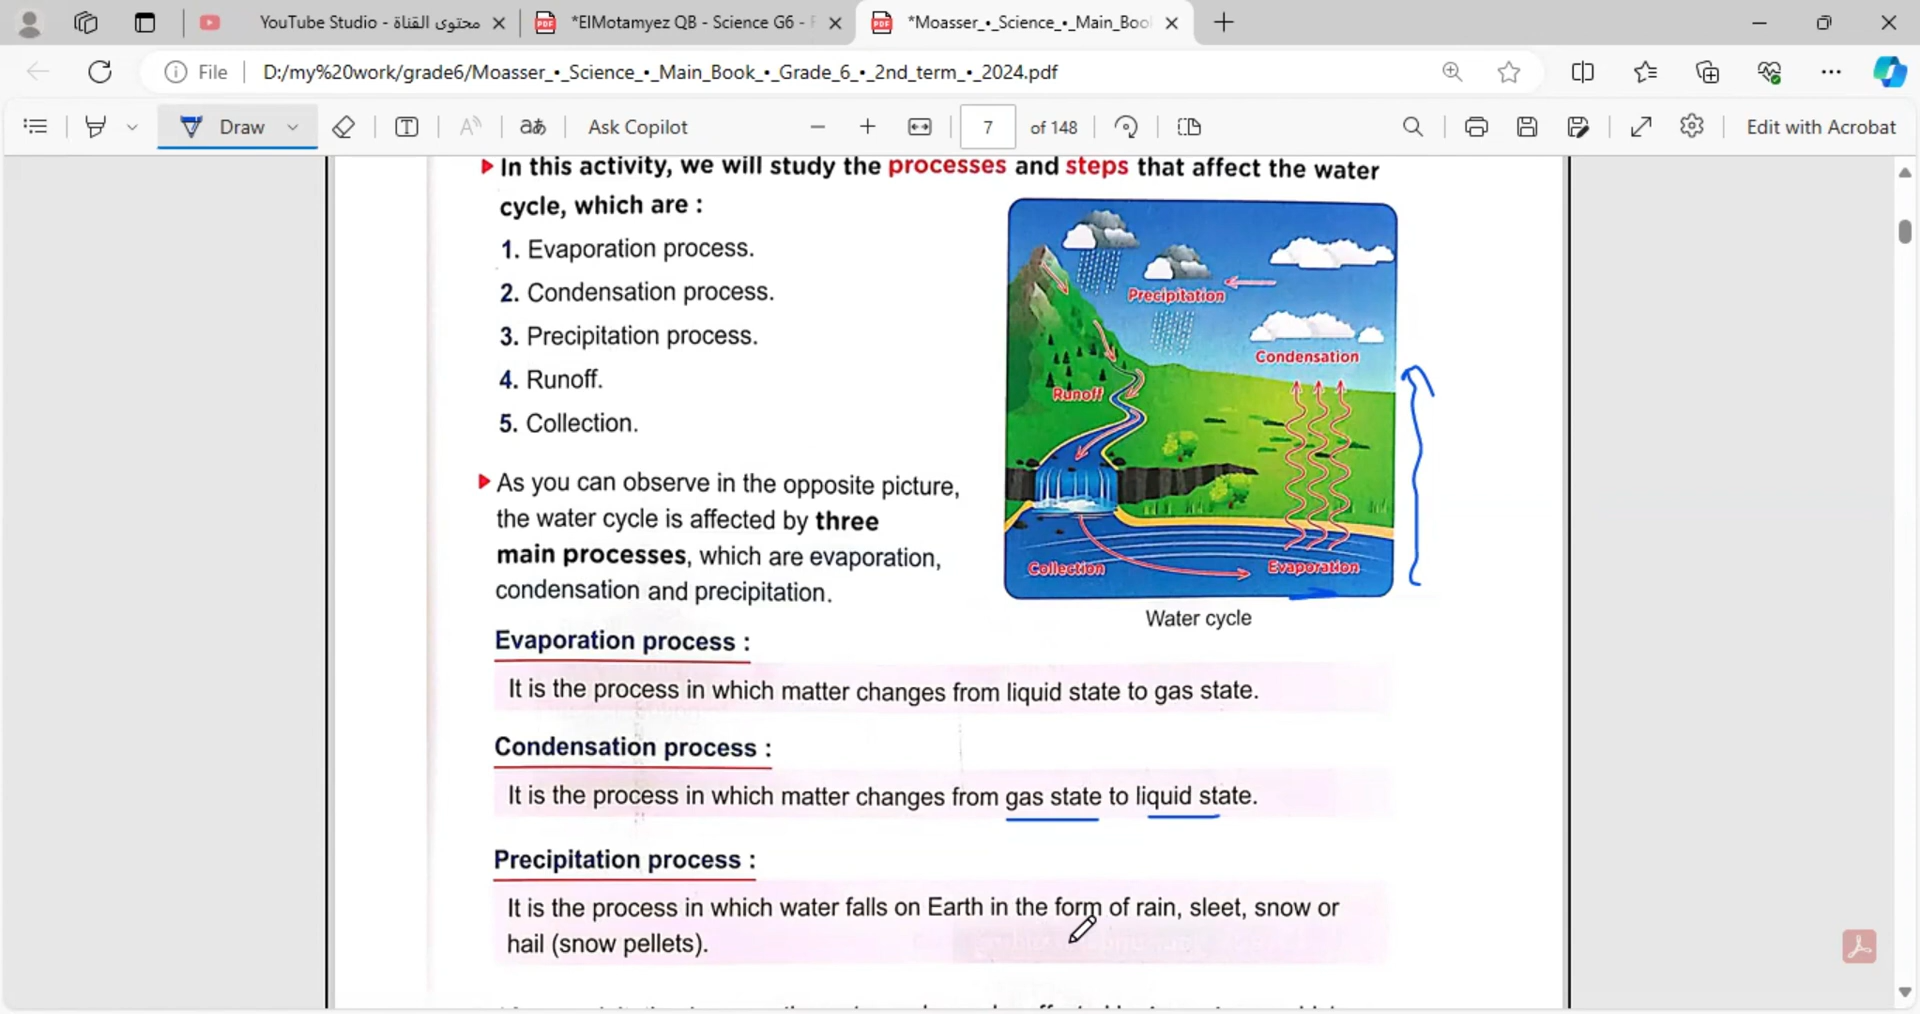 YouTube Studio - محتوى القناة
*ElMotamyez QB - Science G6 -
*Moasser_•_Science_•_Main_Boo
File
D:/my%20work/grade6/Moasser_•_Science_•_Main_Book_•_Grade_6_•_2nd_term_•_2024.pdf
Draw
Ask Copilot
7
of 148
Edit with Acrobat
In this activity, we will study the processes and steps that affect the water
cycle, which are :
1. Evaporation process.
2. Condensation process.
3. Precipitation process.
4. Runoff.
5. Collection.
Precipitation
Condensation
Runoff
Collection
Evaporation
Water cycle
As you can observe in the opposite picture,
the water cycle is affected by three
main processes, which are evaporation,
condensation and precipitation.
Evaporation process :
It is the process in which matter changes from liquid state to gas state.
Condensation process :
It is the process in which matter changes from gas state to liquid state.
Precipitation process :
It is the process in which water falls on Earth in the form of rain, sleet, snow or
hail (snow pellets).